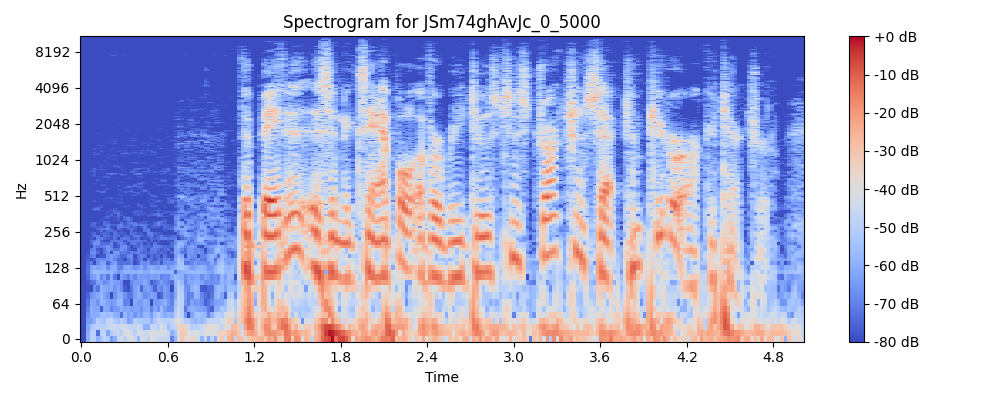 Spectrogram for JSm74ghAvJc_0_5000
8192
4096
2048
1024
512
256
128
64
0
Hz
0.0 0.6 1.2 1.8 2.4 3.0 3.6 4.2 4.8
Time
+0 dB
-10 dB
-20 dB
-30 dB
-40 dB
-50 dB
-60 dB
-70 dB
-80 dB